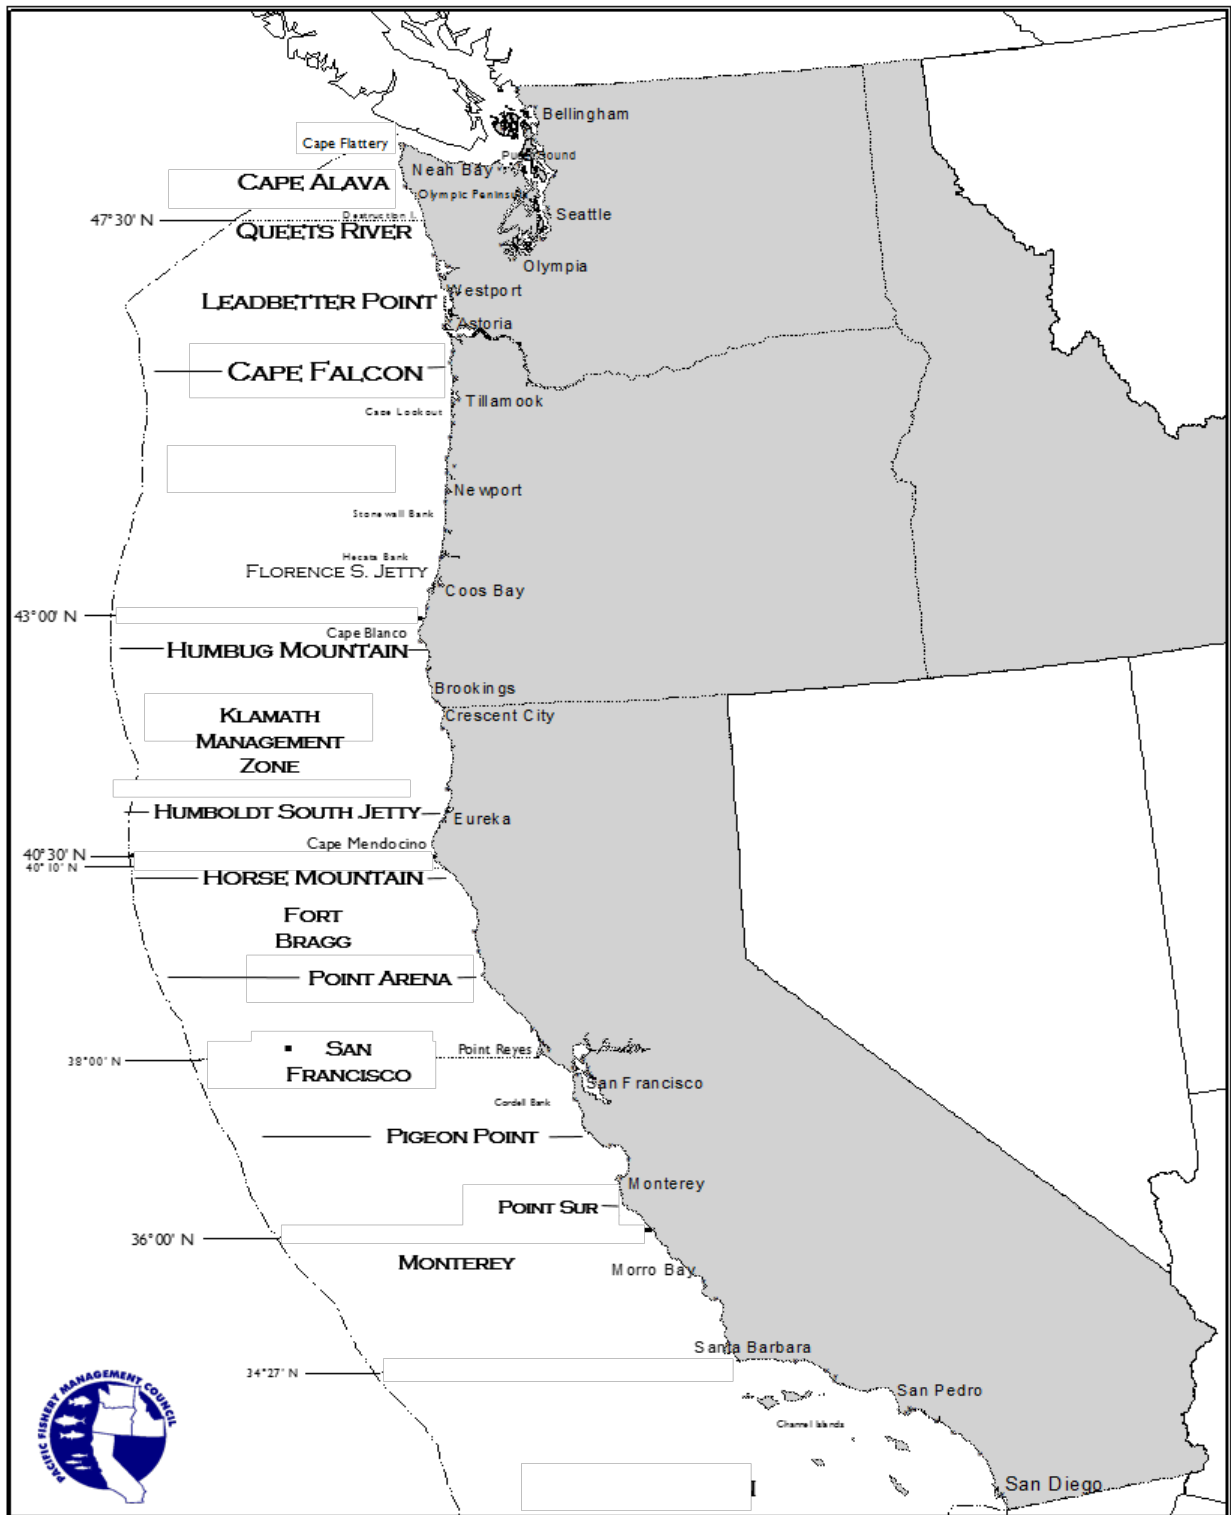 Bellingham
Cape Flattery
Neah Bay
CAPE ALAVA
Olympic Peninsula
Destruction I.
47°30' N
Seattle
QUEETS RIVER
Olympia
Westport
LEADBETTER POINT
Astoria
CAPE FALCON
Tillamook
Cape Lookout
Newport
Stonewall Bank
Heceta Bank
FLORENCE S. JETTY
Coos Bay
43°00' N
Cape Blanco
HUMBUG MOUNTAIN
Brookings
Crescent City
KLAMATH
MANAGEMENT
ZONE
HUMBOLDT SOUTH JETTY
Eureka
Cape Mendocino
40°30' N
40°10' N
HORSE MOUNTAIN
FORT
BRAGG
POINT ARENA
SAN
FRANCISCO
Point Reyes
38°00' N
San Francisco
Cordell Bank
PIGEON POINT
Monterey
POINT SUR
36°00' N
MONTEREY
Morro Bay
Santa Barbara
34°27' N
San Pedro
Channel Islands
San Diego
PACIFIC FISHERY MANAGEMENT COUNCIL